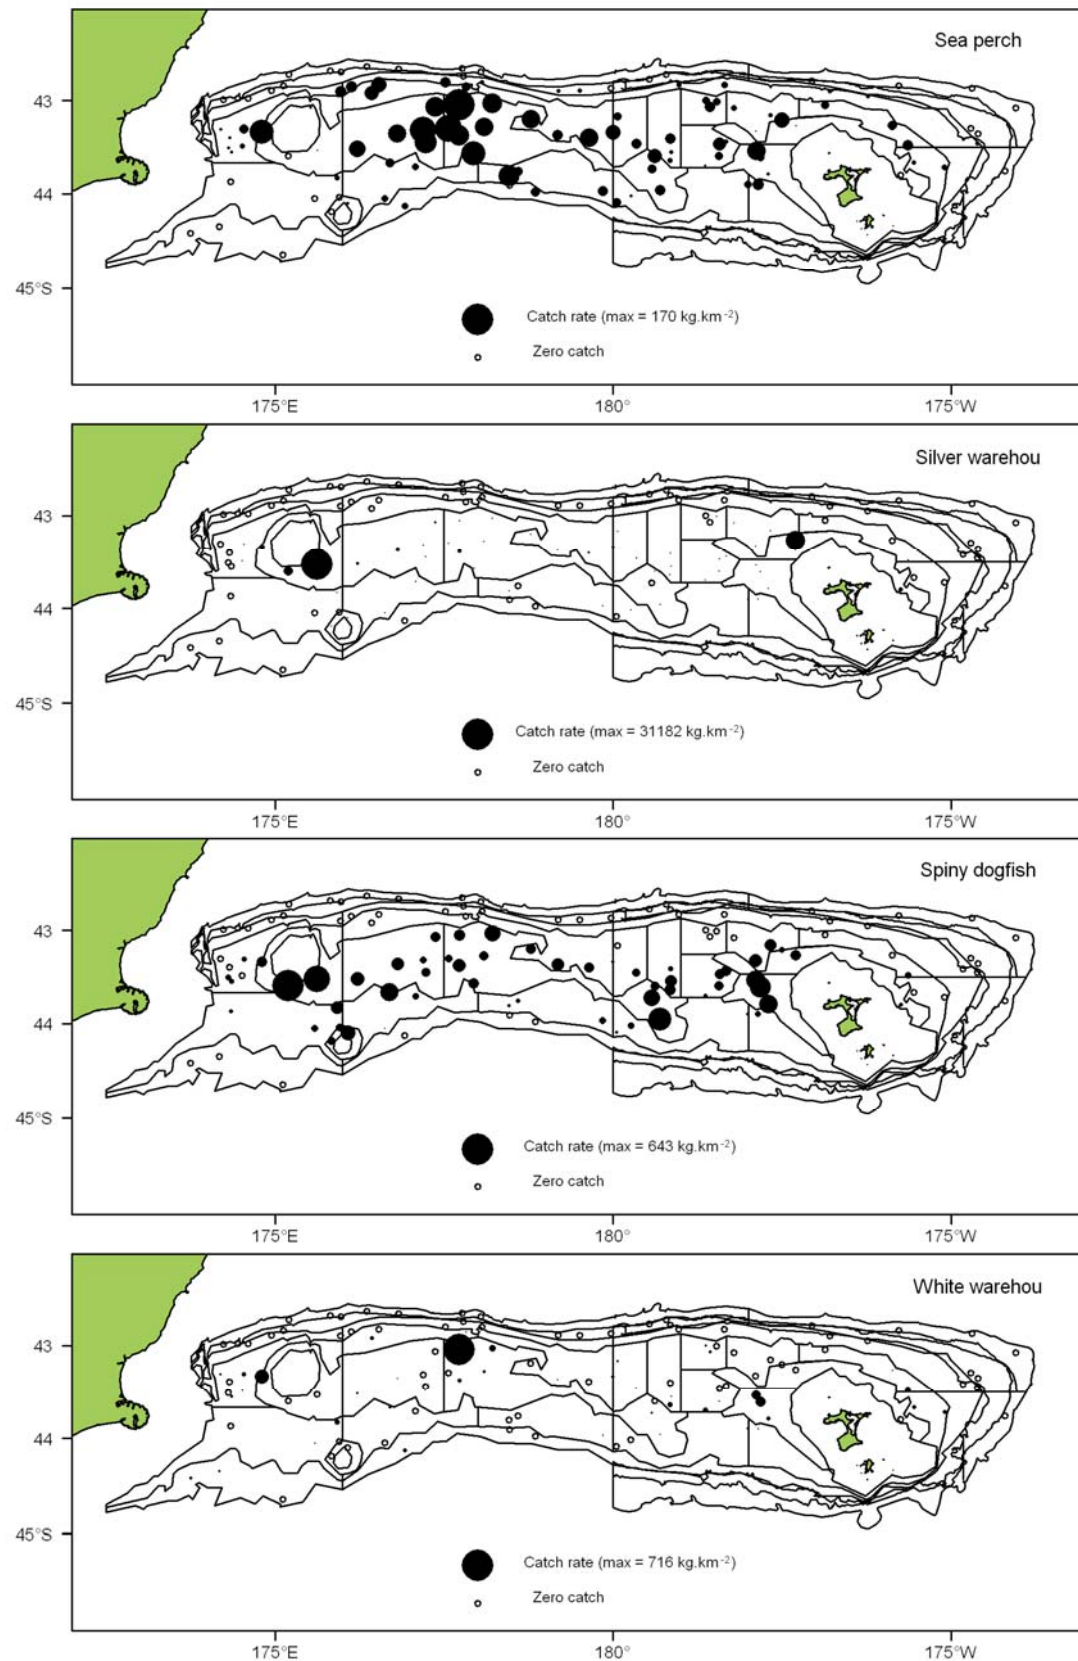 Sea perch
43
44
45°S
Catch rate (max = 170 kg.km⁻²)
Zero catch
175°E
180°
175°W
Silver warehou
43
44
45°S
Catch rate (max = 31182 kg.km⁻²)
Zero catch
175°E
180°
175°W
Spiny dogfish
43
44
45°S
Catch rate (max = 643 kg.km⁻²)
Zero catch
175°E
180°
175°W
White warehou
43
44
45°S
Catch rate (max = 716 kg.km⁻²)
Zero catch
175°E
180°
175°W